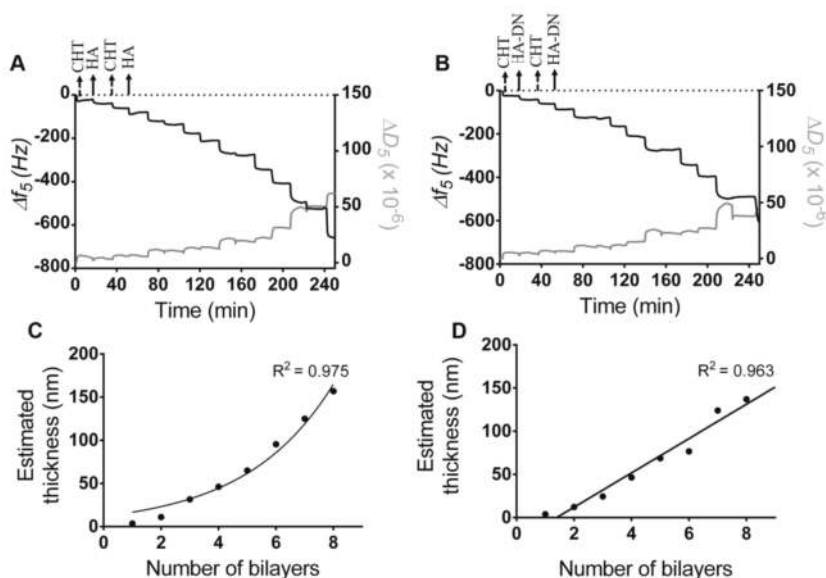 CHT
HA
CHT
HA
A
0
-200
-400
-600
-800
Δf5 (Hz)
150
100
50
0
ΔD5 (x 10-6)
0 40 80 120 160 200 240
Time (min)
CHT
HA-DN
CHT
HA-DN
B
0
-200
-400
-600
-800
Δf5 (Hz)
150
100
50
0
ΔD5 (x 10-6)
0 40 80 120 160 200 240
Time (min)
C
200
150
100
50
0
Estimated
thickness (nm)
R2 = 0.975
0 2 4 6 8
Number of bilayers
D
200
150
100
50
0
Estimated
thickness (nm)
R2 = 0.963
0 2 4 6 8
Number of bilayers